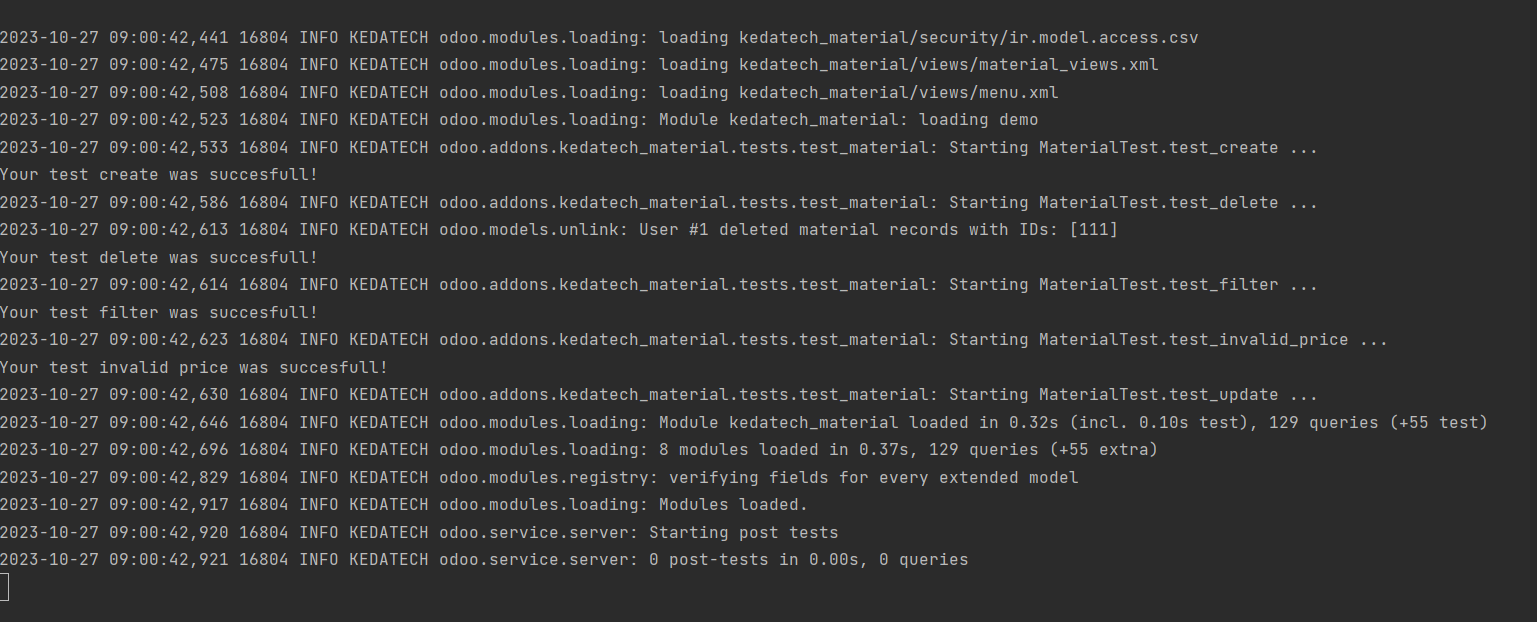 2023-10-27 09:00:42,441 16804 INFO KEDATECH odoo.modules.loading: loading kedatech_material/security/ir.model.access.csv
2023-10-27 09:00:42,475 16804 INFO KEDATECH odoo.modules.loading: loading kedatech_material/views/material_views.xml
2023-10-27 09:00:42,508 16804 INFO KEDATECH odoo.modules.loading: loading kedatech_material/views/menu.xml
2023-10-27 09:00:42,523 16804 INFO KEDATECH odoo.modules.loading: Module kedatech_material: loading demo
2023-10-27 09:00:42,533 16804 INFO KEDATECH odoo.addons.kedatech_material.tests.test_material: Starting MaterialTest.test_create ...
Your test create was succesfull!
2023-10-27 09:00:42,586 16804 INFO KEDATECH odoo.addons.kedatech_material.tests.test_material: Starting MaterialTest.test_delete ...
2023-10-27 09:00:42,613 16804 INFO KEDATECH odoo.models.unlink: User #1 deleted material records with IDs: [111]
Your test delete was succesfull!
2023-10-27 09:00:42,614 16804 INFO KEDATECH odoo.addons.kedatech_material.tests.test_material: Starting MaterialTest.test_filter ...
Your test filter was succesfull!
2023-10-27 09:00:42,623 16804 INFO KEDATECH odoo.addons.kedatech_material.tests.test_material: Starting MaterialTest.test_invalid_price ...
Your test invalid price was succesfull!
2023-10-27 09:00:42,630 16804 INFO KEDATECH odoo.addons.kedatech_material.tests.test_material: Starting MaterialTest.test_update ...
2023-10-27 09:00:42,646 16804 INFO KEDATECH odoo.modules.loading: Module kedatech_material loaded in 0.32s (incl. 0.10s test), 129 queries (+55 test)
2023-10-27 09:00:42,696 16804 INFO KEDATECH odoo.modules.loading: 8 modules loaded in 0.37s, 129 queries (+55 extra)
2023-10-27 09:00:42,829 16804 INFO KEDATECH odoo.modules.registry: verifying fields for every extended model
2023-10-27 09:00:42,917 16804 INFO KEDATECH odoo.modules.loading: Modules loaded.
2023-10-27 09:00:42,920 16804 INFO KEDATECH odoo.service.server: Starting post tests
2023-10-27 09:00:42,921 16804 INFO KEDATECH odoo.service.server: 0 post-tests in 0.00s, 0 queries